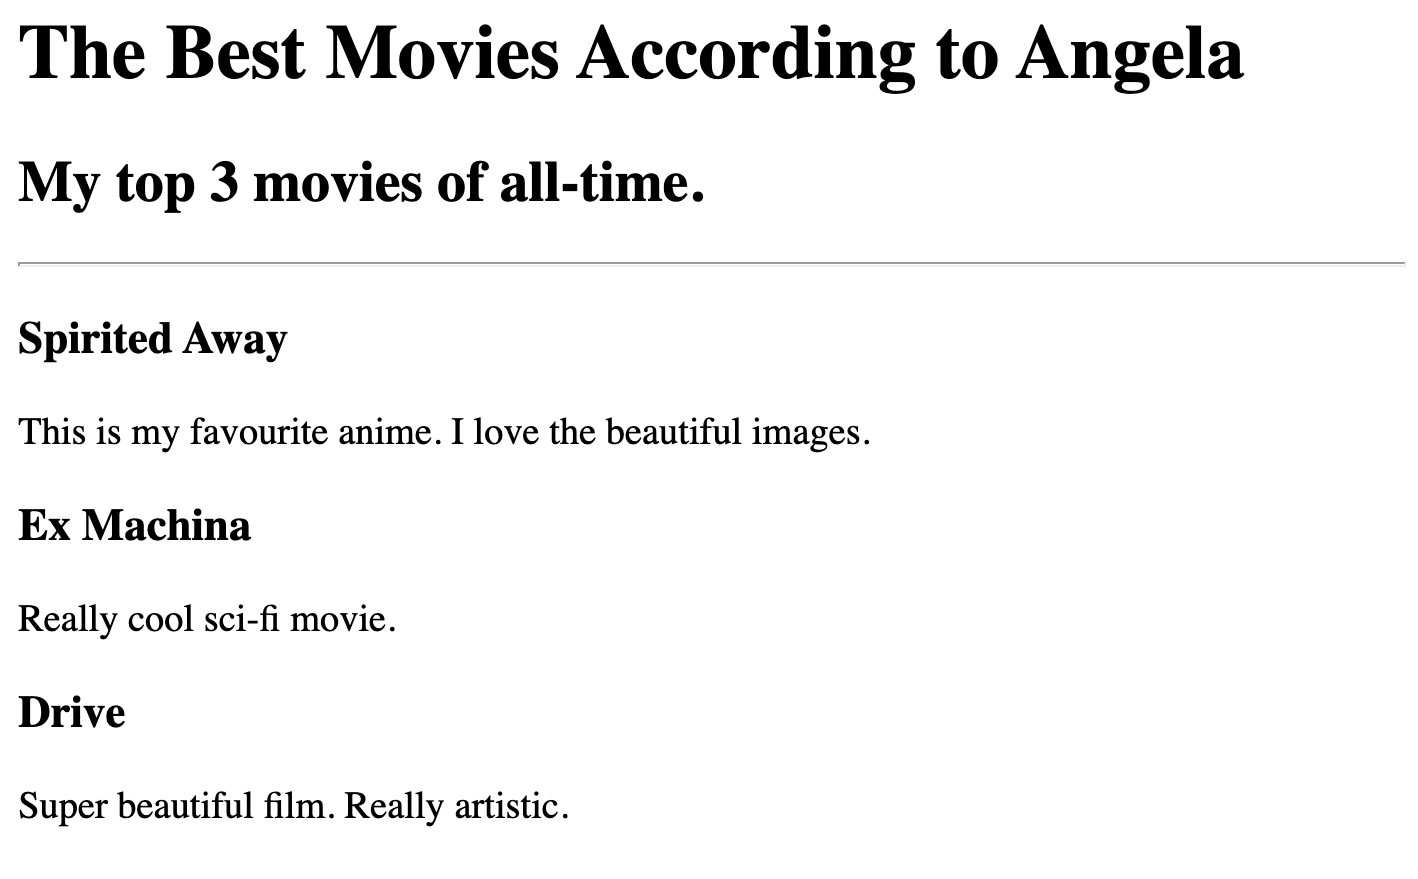 The Best Movies According to Angela
My top 3 movies of all-time.
Spirited Away
This is my favourite anime. I love the beautiful images.
Ex Machina
Really cool sci-fi movie.
Drive
Super beautiful film. Really artistic.